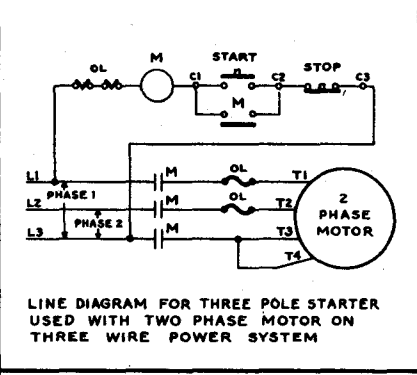 OL M START STOP
C1 C2 C3
M
L1 M OL T1
PHASE 1
L2 M OL T2
PHASE 2
L3 M T3
T4
2
PHASE
MOTOR
LINE DIAGRAM FOR THREE POLE STARTER
USED WITH TWO PHASE MOTOR ON
THREE WIRE POWER SYSTEM